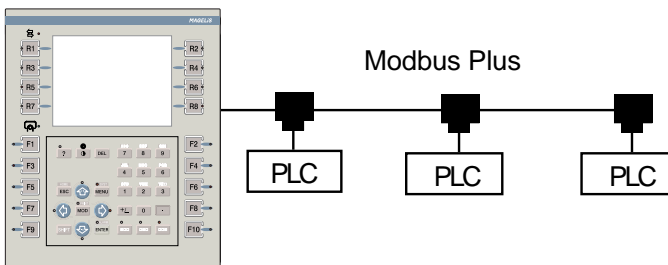 MAGELIS
R1 R2
R3 R4
R5 R6
R7 R8
Modbus Plus
PLC PLC PLC
F1 F2
F3 F4
F5 F6
F7 F8
F9 F10
? DEL 7 8 9
4 5 6
ESC MENU 1 2 3
MOD +/- 0 .
ENTER